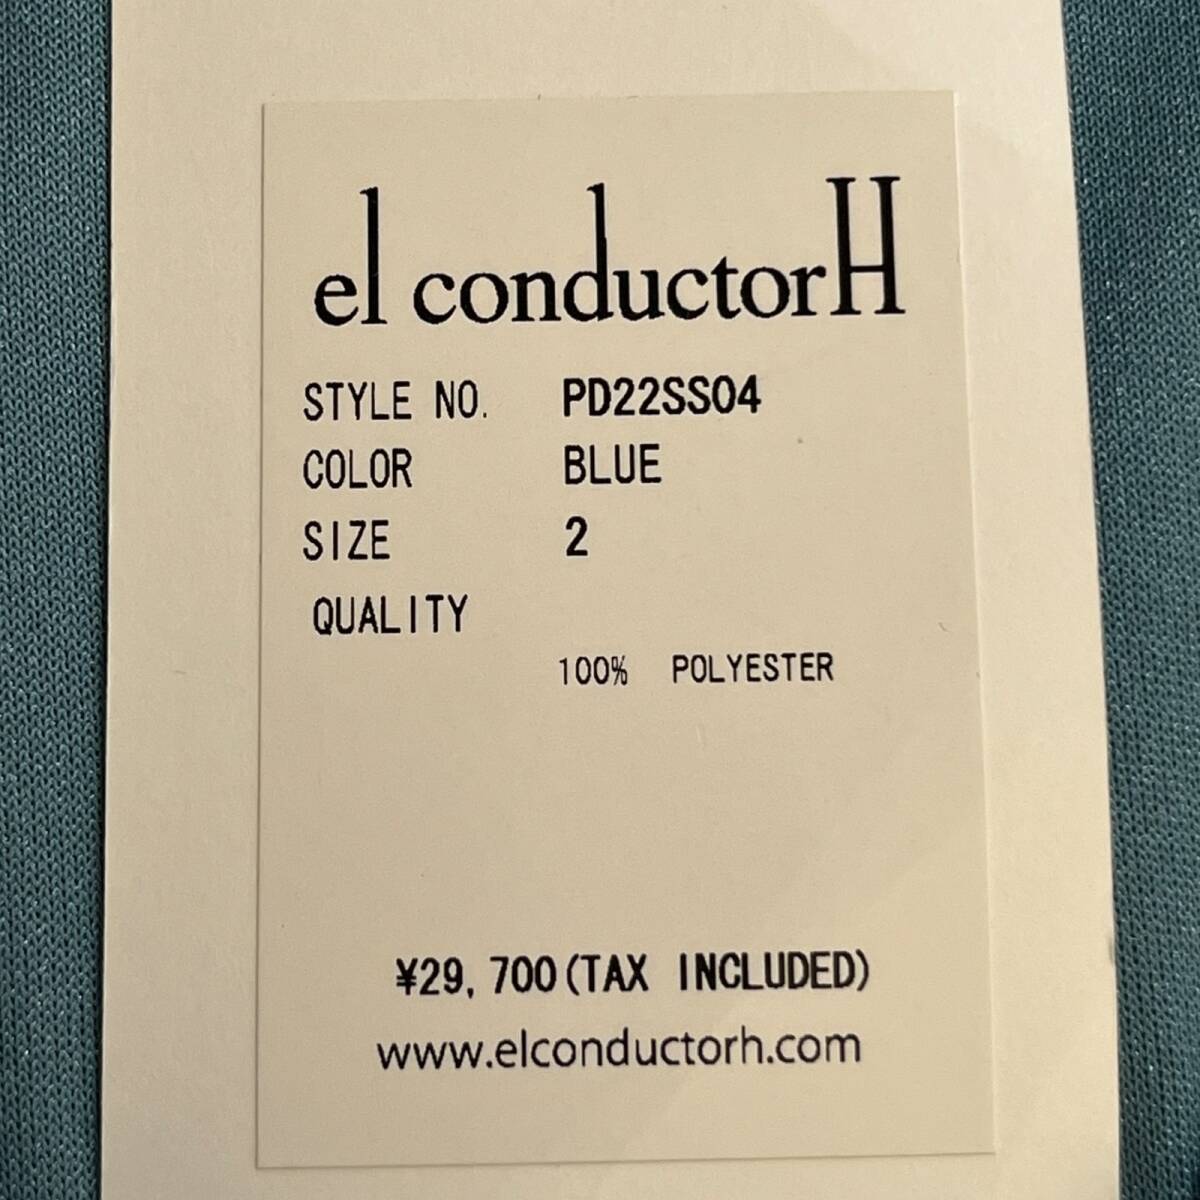 el conductorH
STYLE NO. PD22SS04
COLOR BLUE
SIZE 2
QUALITY
100% POLYESTER
¥29,700(TAX INCLUDED)
www.elconductorh.com